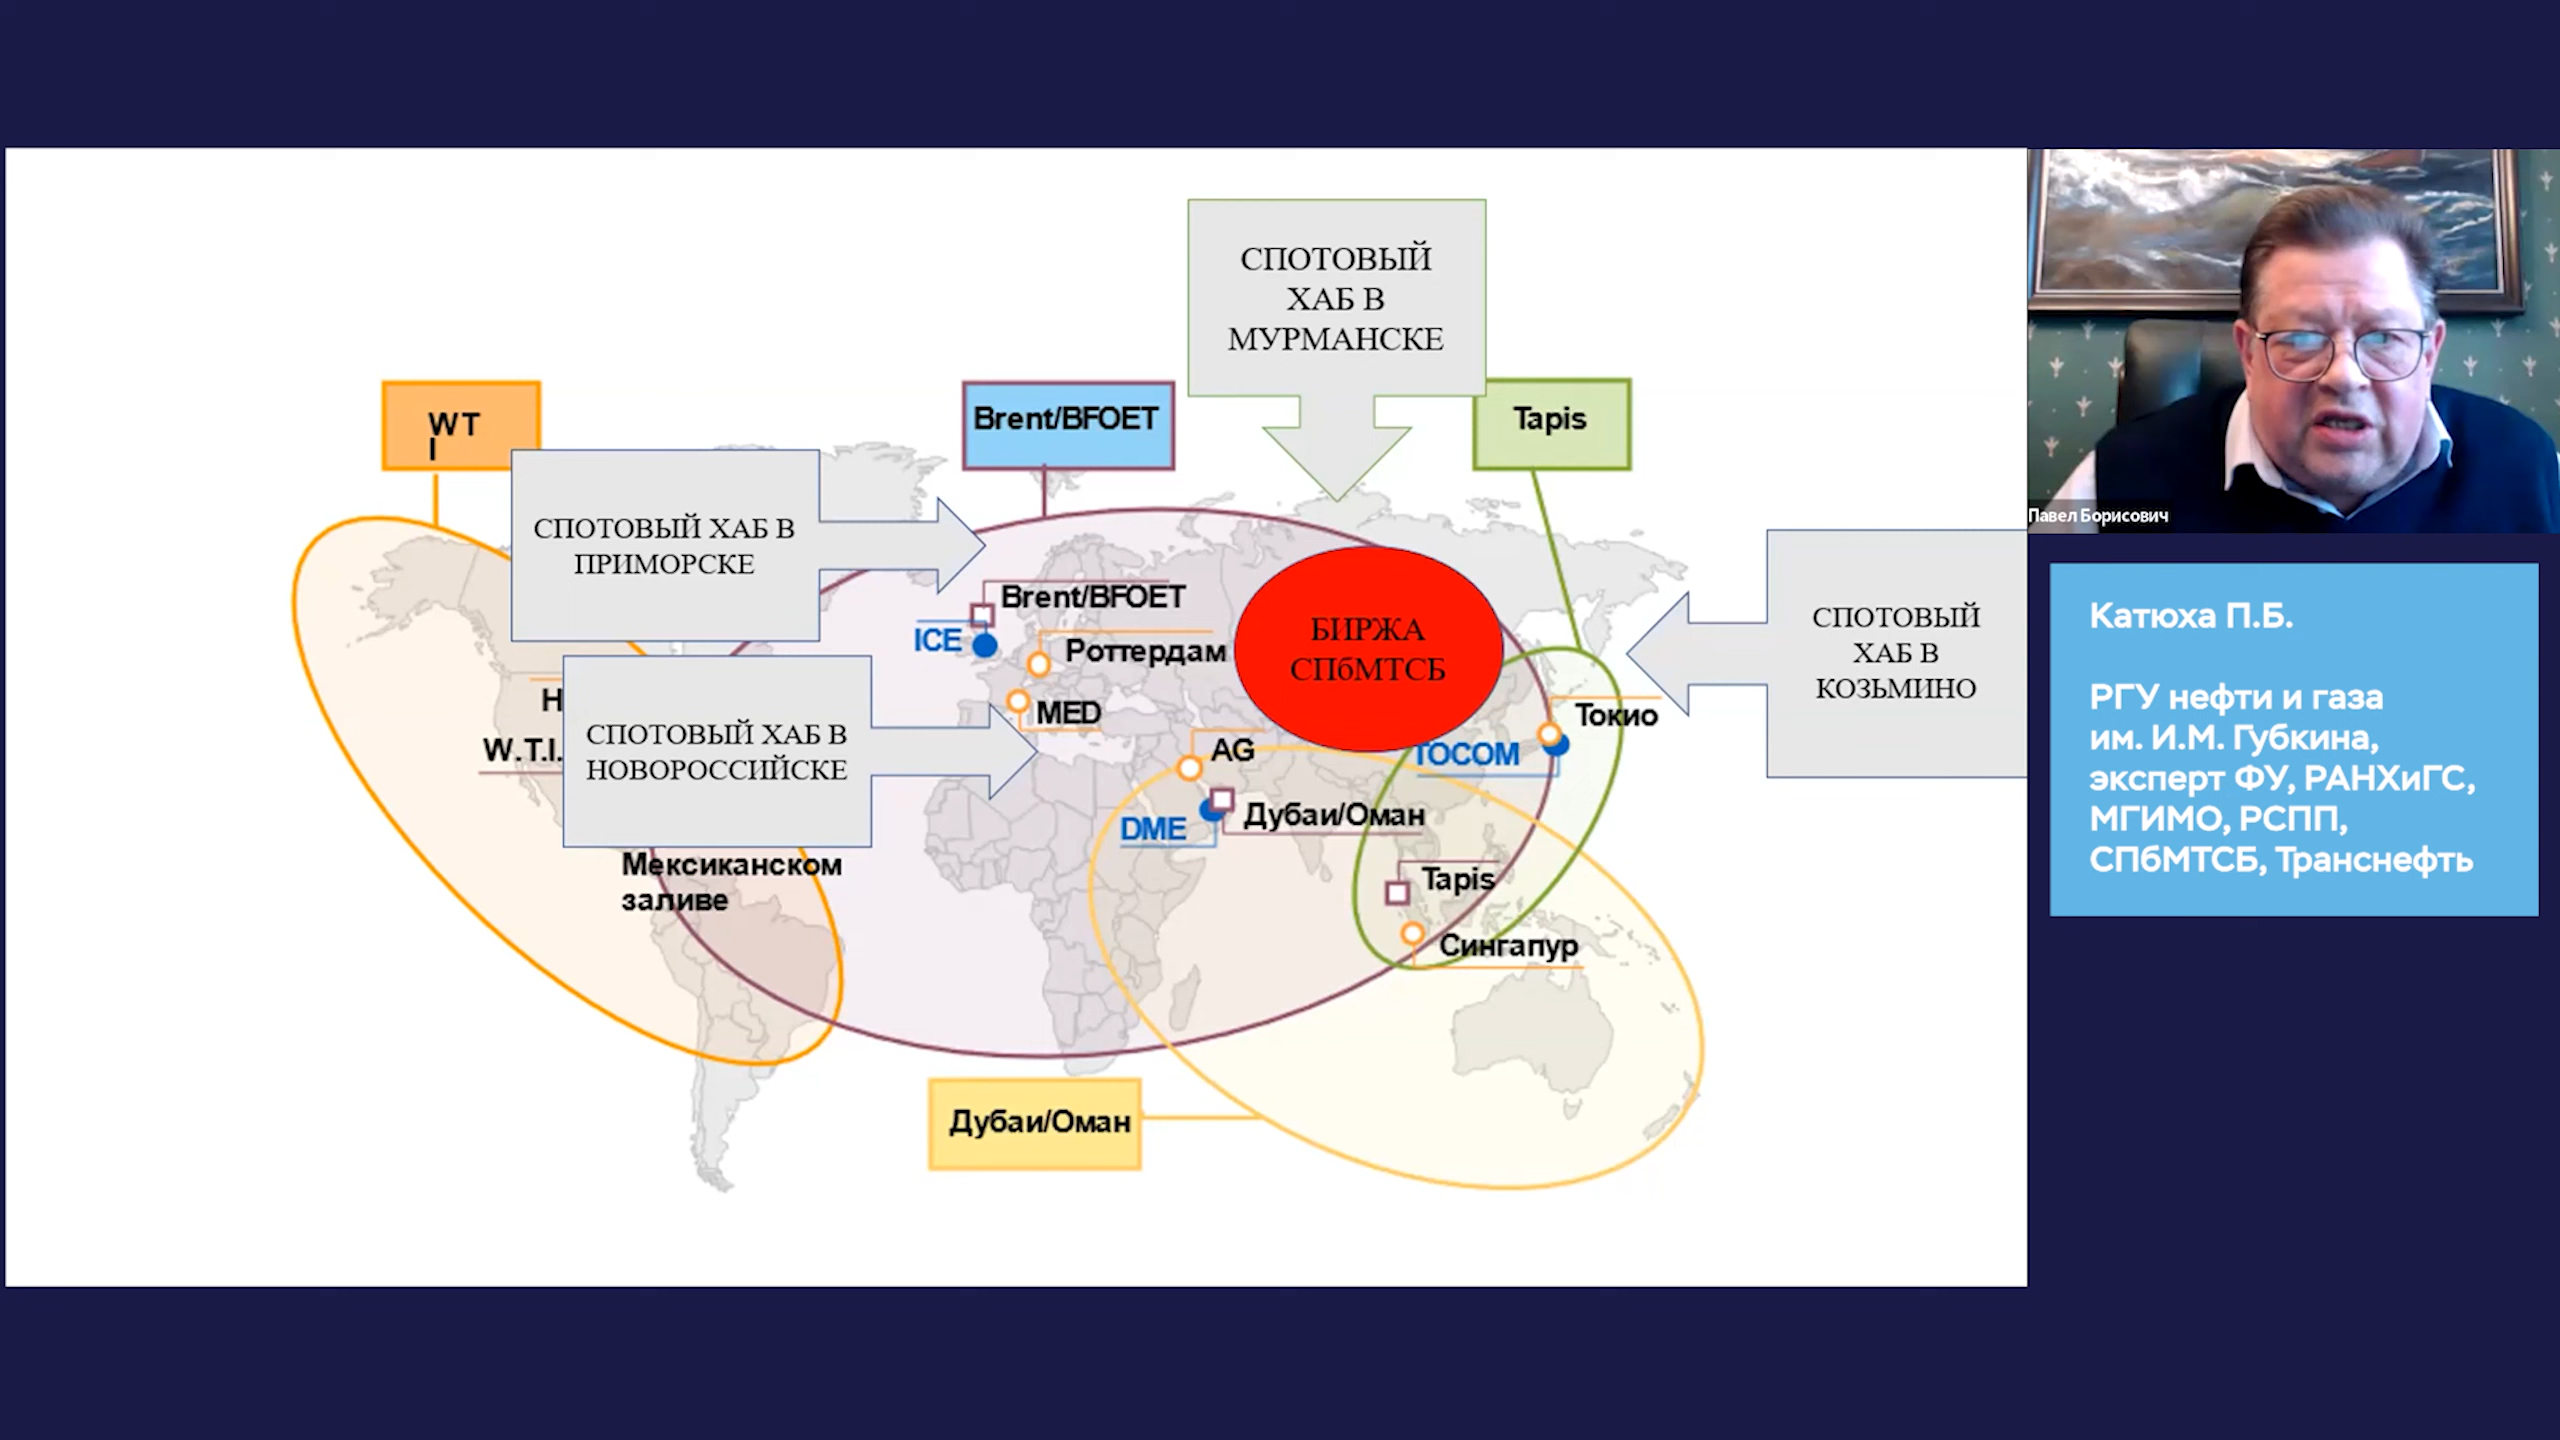 СПОТОВЫЙ
ХАБ В
МУРМАНСКЕ
WT
I
Brent/BFOET
Tapis
СПОТОВЫЙ ХАБ В
ПРИМОРСКЕ
Brent/BFOET
ICE
Роттердам
MED
БИРЖА
СПбМТСБ
СПОТОВЫЙ
ХАБ В
КОЗЬМИНО
H
W.T.I.
СПОТОВЫЙ ХАБ В
НОВОРОССИЙСКЕ
Мексиканском
заливе
AG
Дубаи/Оман
DME
Токио
TOCOM
Tapis
Сингапур
Дубаи/Оман
Павел Борисович
Катюха П.Б.
РГУ нефти и газа
им. И.М. Губкина,
эксперт ФУ, РАНХиГС,
МГИМО, РСПП,
СПбМТСБ, Транснефть